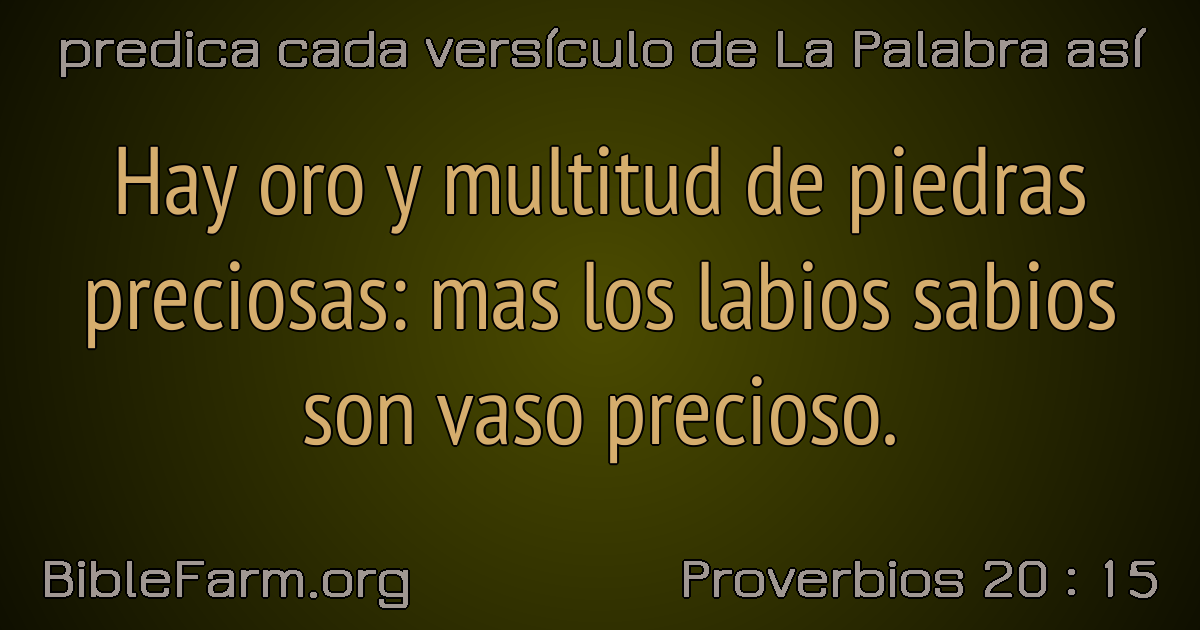 predica cada versículo de La Palabra así
Hay oro y multitud de piedras
preciosas: mas los labios sabios
son vaso precioso.
BibleFarm.org
Proverbios 20 : 15